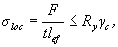 σ_loc = F / (t l_ef) ≤ R_y γ_c,